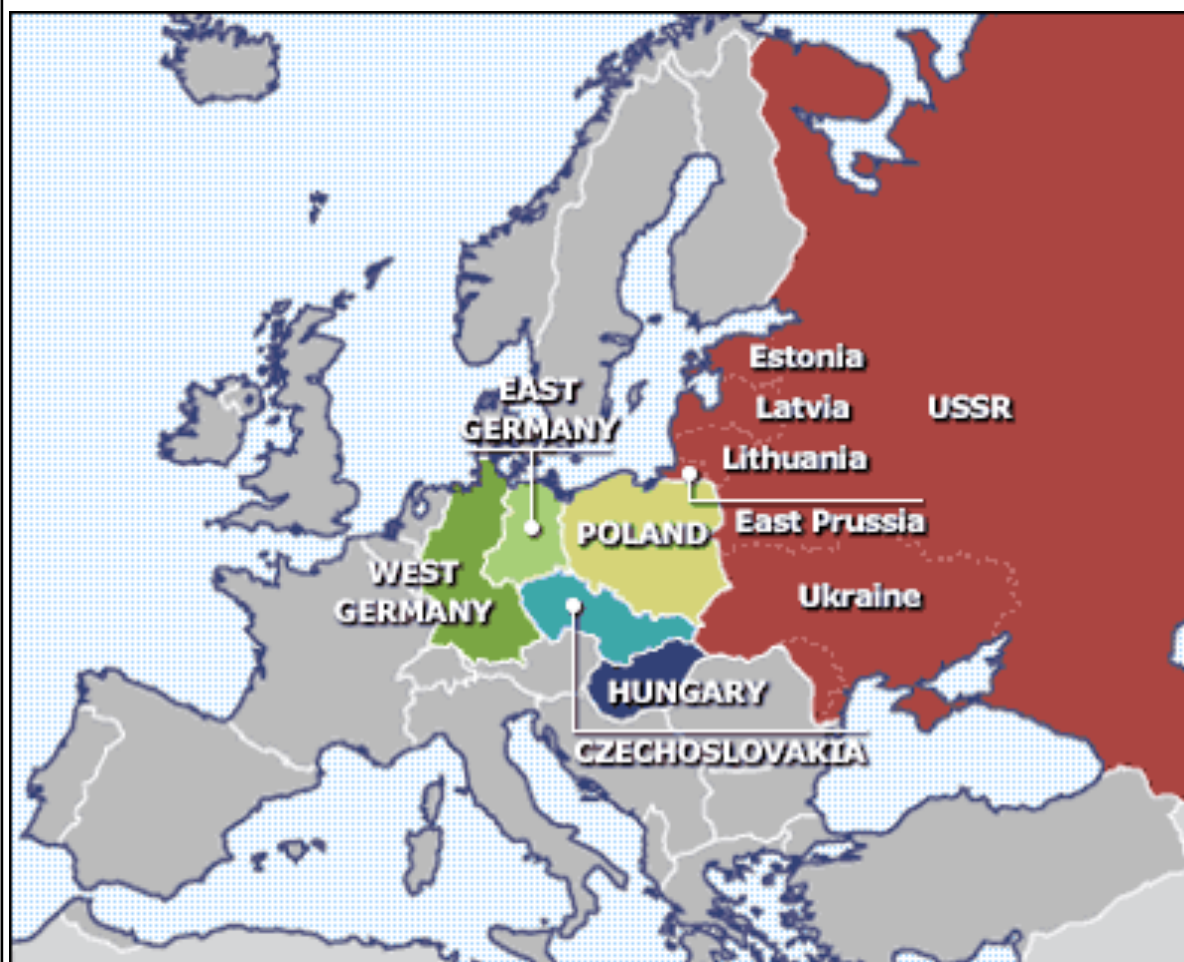 Estonia
EAST
GERMANY
Latvia
USSR
Lithuania
East Prussia
POLAND
WEST
GERMANY
Ukraine
HUNGARY
CZECHOSLOVAKIA